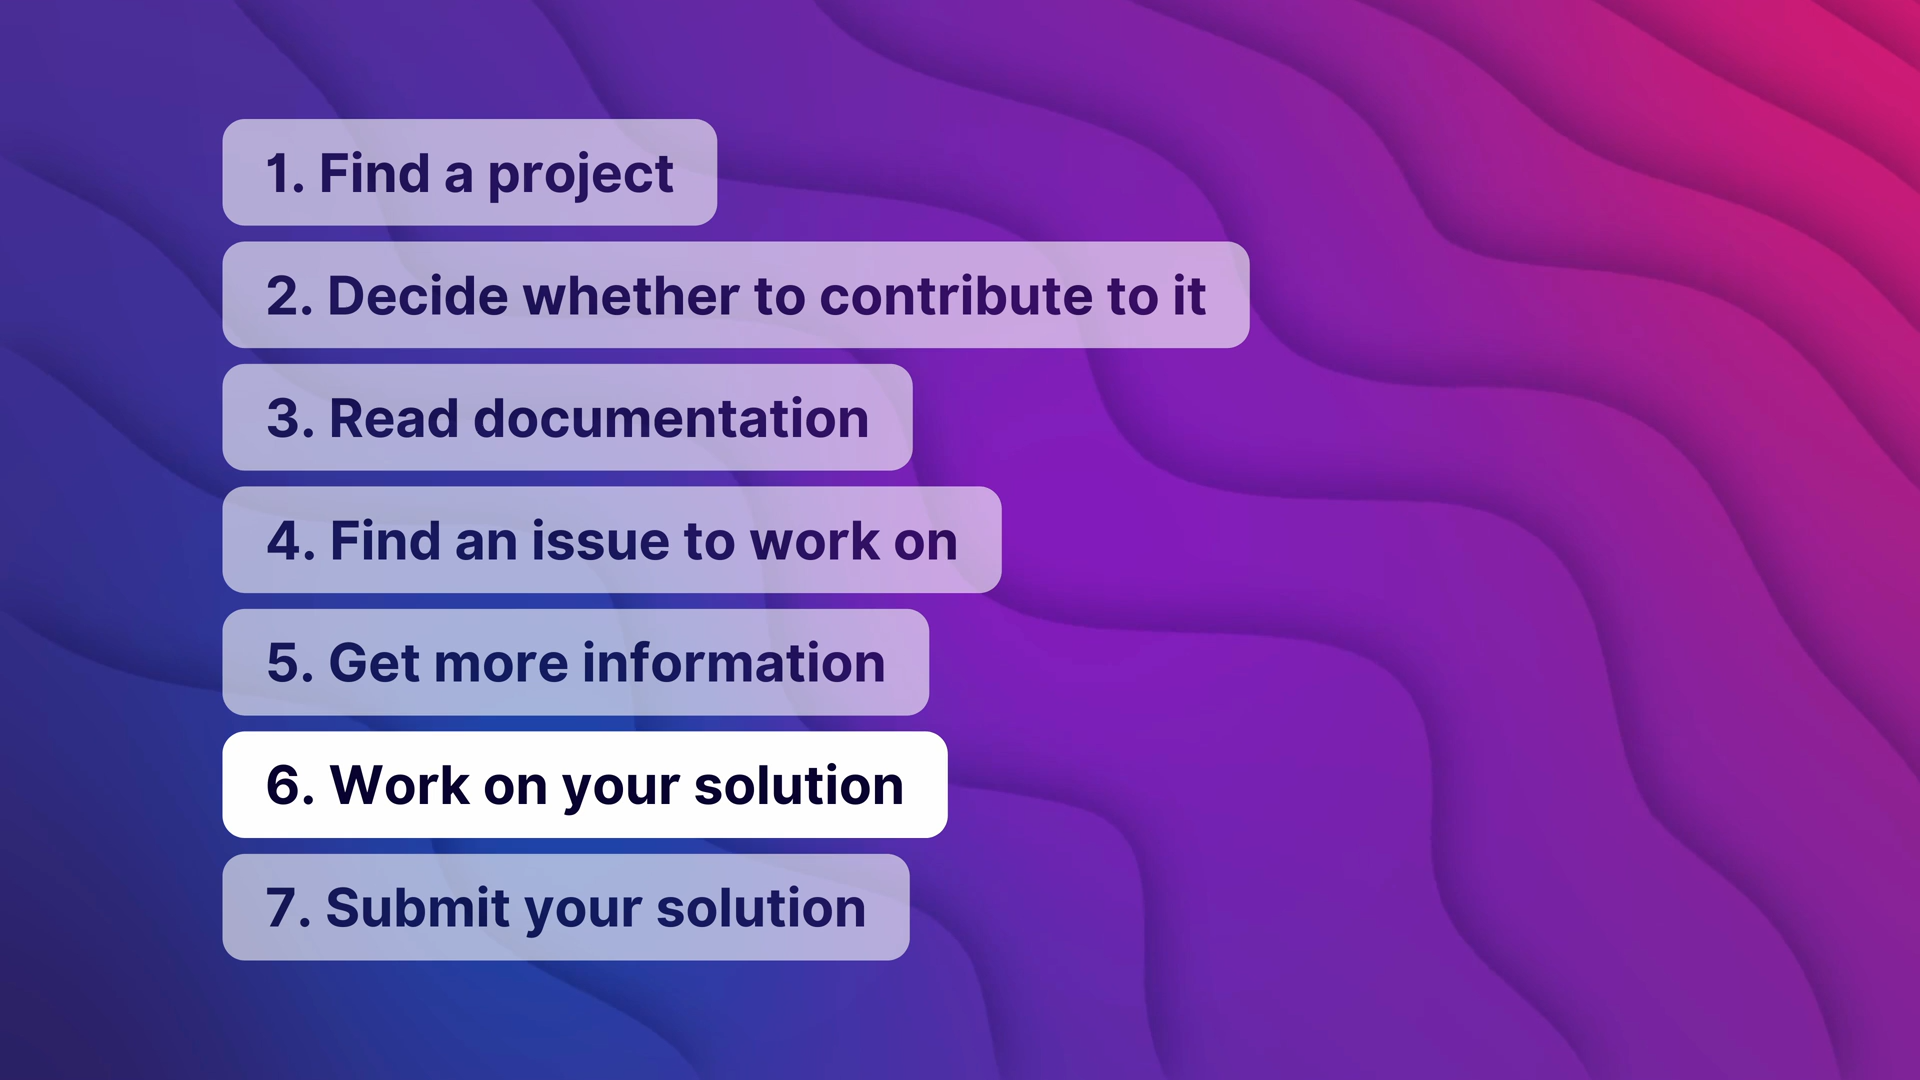 1. Find a project
2. Decide whether to contribute to it
3. Read documentation
4. Find an issue to work on
5. Get more information
6. Work on your solution
7. Submit your solution